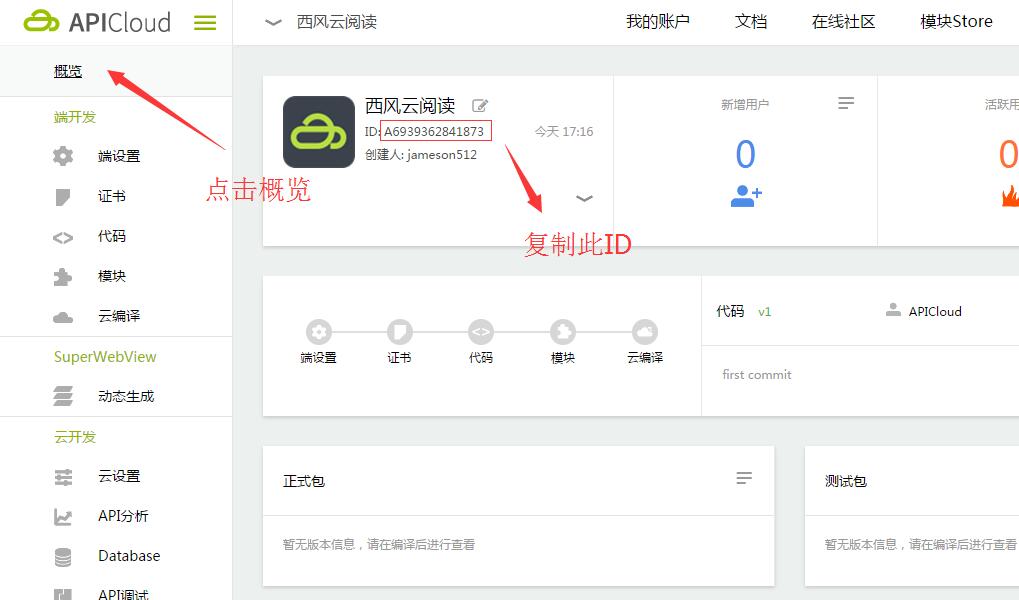 APICloud
西风云阅读
我的账户
文档
在线社区
模块Store
概览
端开发
端设置
证书
代码
模块
云编译
SuperWebView
动态生成
云开发
云设置
API分析
Database
API调试
点击概览
西风云阅读
ID:A6939362841873
今天 17:16
创建人: jameson512
复制此ID
新增用户
0
活跃用
0
端设置
证书
代码
模块
云编译
代码 v1
APICloud
first commit
正式包
暂无版本信息，请在编译后进行查看
测试包
暂无版本信息，请在编译后进行查看